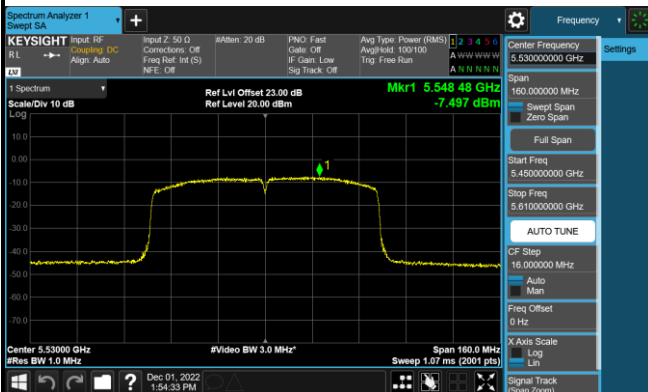 Spectrum Analyzer 1
Swept SA
+
Frequency
KEYSIGHT
RL
LXI
Input: RF
Coupling: DC
Align: Auto
Input Z: 50 Ω
Corrections: Off
Freq Ref: Int (S)
NFE: Off
#Atten: 20 dB
PNO: Fast
Gate: Off
IF Gain: Low
Sig Track: Off
Avg Type: Power (RMS)
Avg|Hold: 100/100
Trig: Free Run
1 2 3 4 5 6
A W W W W W
A N N N N N
Center Frequency
5.530000000 GHz
Settings
Span
160.000000 MHz
Swept Span
Zero Span
Full Span
Start Freq
5.450000000 GHz
Stop Freq
5.610000000 GHz
AUTO TUNE
CF Step
16.000000 MHz
Auto
Man
Freq Offset
0 Hz
X Axis Scale
Log
Lin
Signal Track
(Span Zoom)
1 Spectrum
Scale/Div 10 dB
Ref Lvl Offset 23.00 dB
Ref Level 20.00 dBm
Mkr1 5.548 48 GHz
-7.497 dBm
Log
10.0
0.00
-10.0
-20.0
-30.0
-40.0
-50.0
-60.0
-70.0
1
Center 5.53000 GHz
#Res BW 1.0 MHz
#Video BW 3.0 MHz*
Span 160.0 MHz
Sweep 1.07 ms (2001 pts)
?
Dec 01, 2022
1:54:33 PM